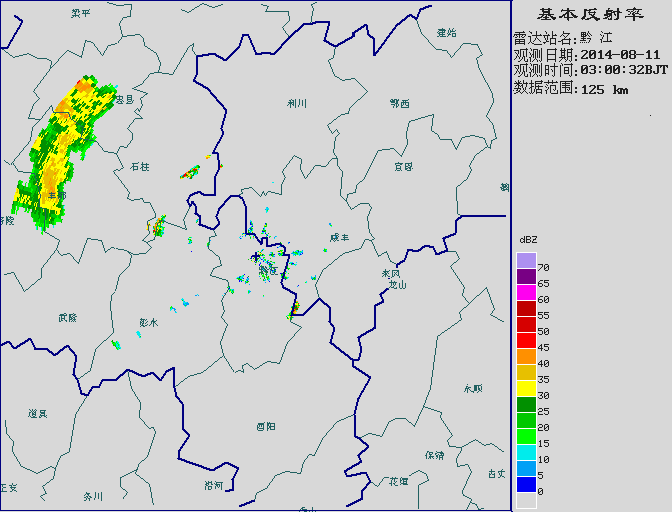 基本反射率
雷达站名:黔 江
观测日期:2014-08-11
观测时间:03:00:32BJT
数据范围:125 km
梁平
建始
忠县
利川
鄂西
石柱
宣恩
丰都
涪陵
咸丰
黔江
来凤
龙山
武隆
彭水
永顺
道真
酉阳
保靖
吉文
正安
务川
沿河
花垣
dBZ
70
65
60
55
50
45
40
35
30
25
20
15
10
5
0